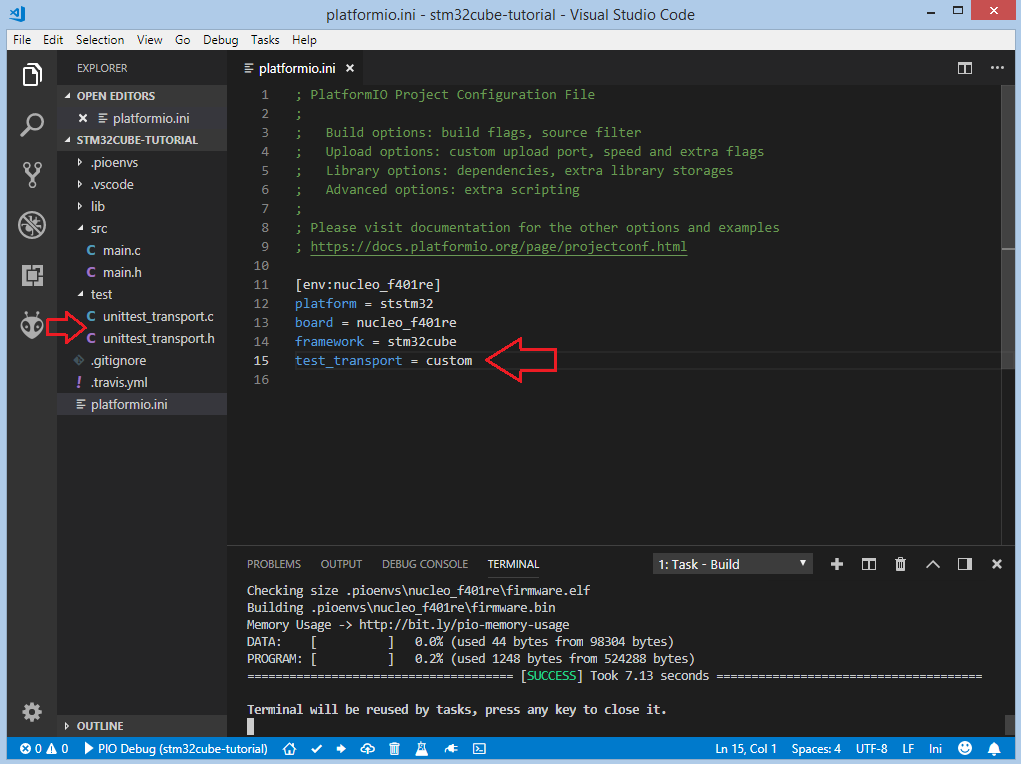 platformio.ini - stm32cube-tutorial - Visual Studio Code
File Edit Selection View Go Debug Tasks Help
EXPLORER
OPEN EDITORS
platformio.ini
STM32CUBE-TUTORIAL
.pioenvs
.vscode
lib
src
C main.c
C main.h
test
C unittest_transport.c
C unittest_transport.h
.gitignore
! .travis.yml
platformio.ini
OUTLINE
platformio.ini
1 ; PlatformIO Project Configuration File
2 ;
3 ;   Build options: build flags, source filter
4 ;   Upload options: custom upload port, speed and extra flags
5 ;   Library options: dependencies, extra library storages
6 ;   Advanced options: extra scripting
7 ;
8 ; Please visit documentation for the other options and examples
9 ; https://docs.platformio.org/page/projectconf.html
10
11 [env:nucleo_f401re]
12 platform = ststm32
13 board = nucleo_f401re
14 framework = stm32cube
15 test_transport = custom
16
PROBLEMS OUTPUT DEBUG CONSOLE TERMINAL 1: Task - Build
Checking size .pioenvs\nucleo_f401re\firmware.elf
Building .pioenvs\nucleo_f401re\firmware.bin
Memory Usage -> http://bit.ly/pio-memory-usage
DATA:    [          ]   0.0% (used 44 bytes from 98304 bytes)
PROGRAM: [          ]   0.2% (used 1248 bytes from 524288 bytes)
====================================== [SUCCESS] Took 7.13 seconds ======================================
Terminal will be reused by tasks, press any key to close it.
0 0 PIO Debug (stm32cube-tutorial) Ln 15, Col 1 Spaces: 4 UTF-8 LF Ini